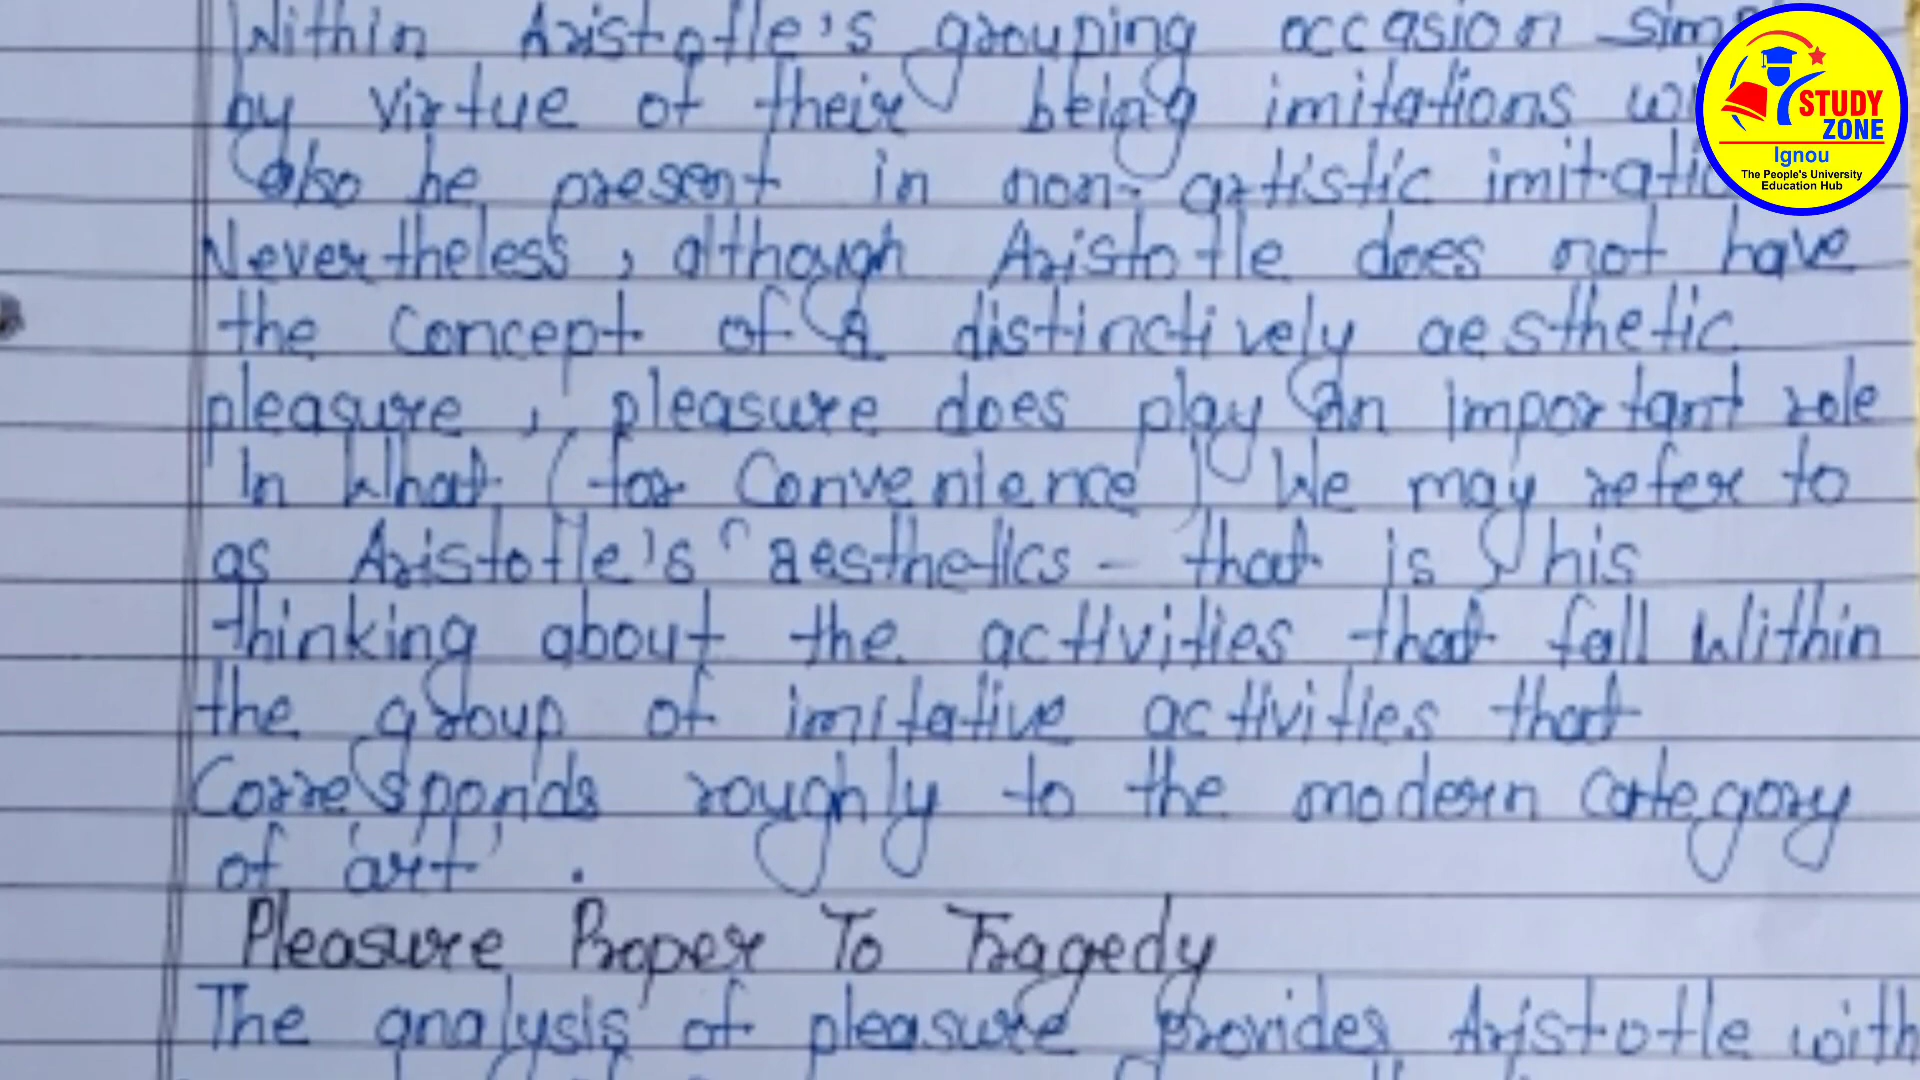 Within Aristotle's grouping occasion
by virtue of their being imitations
also be present in non-artistic
Nevertheless, although Aristotle does not have
the concept of a distinctively aesthetic
pleasure, pleasure does play an important role
In What (for Convenience) We may refer to
as Aristotle's "aesthetics - that is, his
thinking about the activities that fall Within
the group of imitative activities that
Corresponds roughly to the modern category
of 'art'.
Pleasure Proper To Tragedy
The analysis of pleasure provides Aristotle with
STUDY
ZONE
Ignou
The People's University
Education Hub